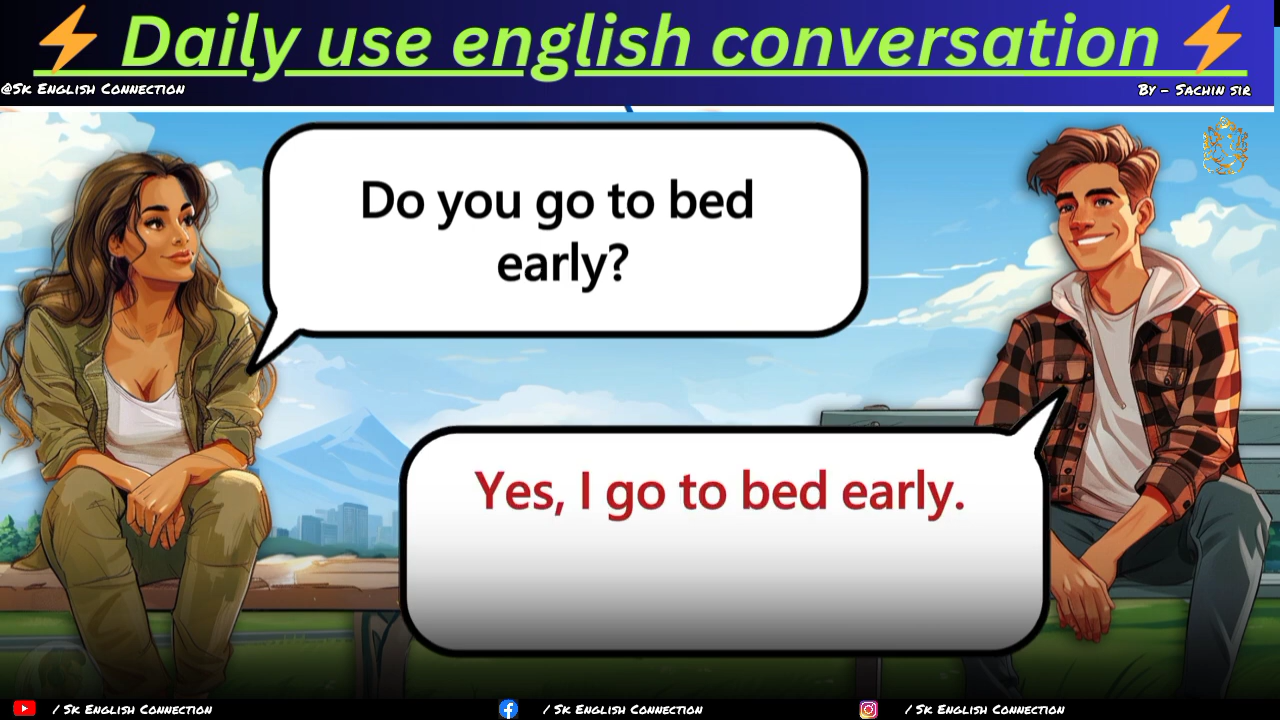 ⚡ Daily use english conversation ⚡
@Sk English Connection
By - Sachin sir
Do you go to bed
early?
Yes, I go to bed early.
/ Sk English Connection
/ Sk English Connection
/ Sk English Connection